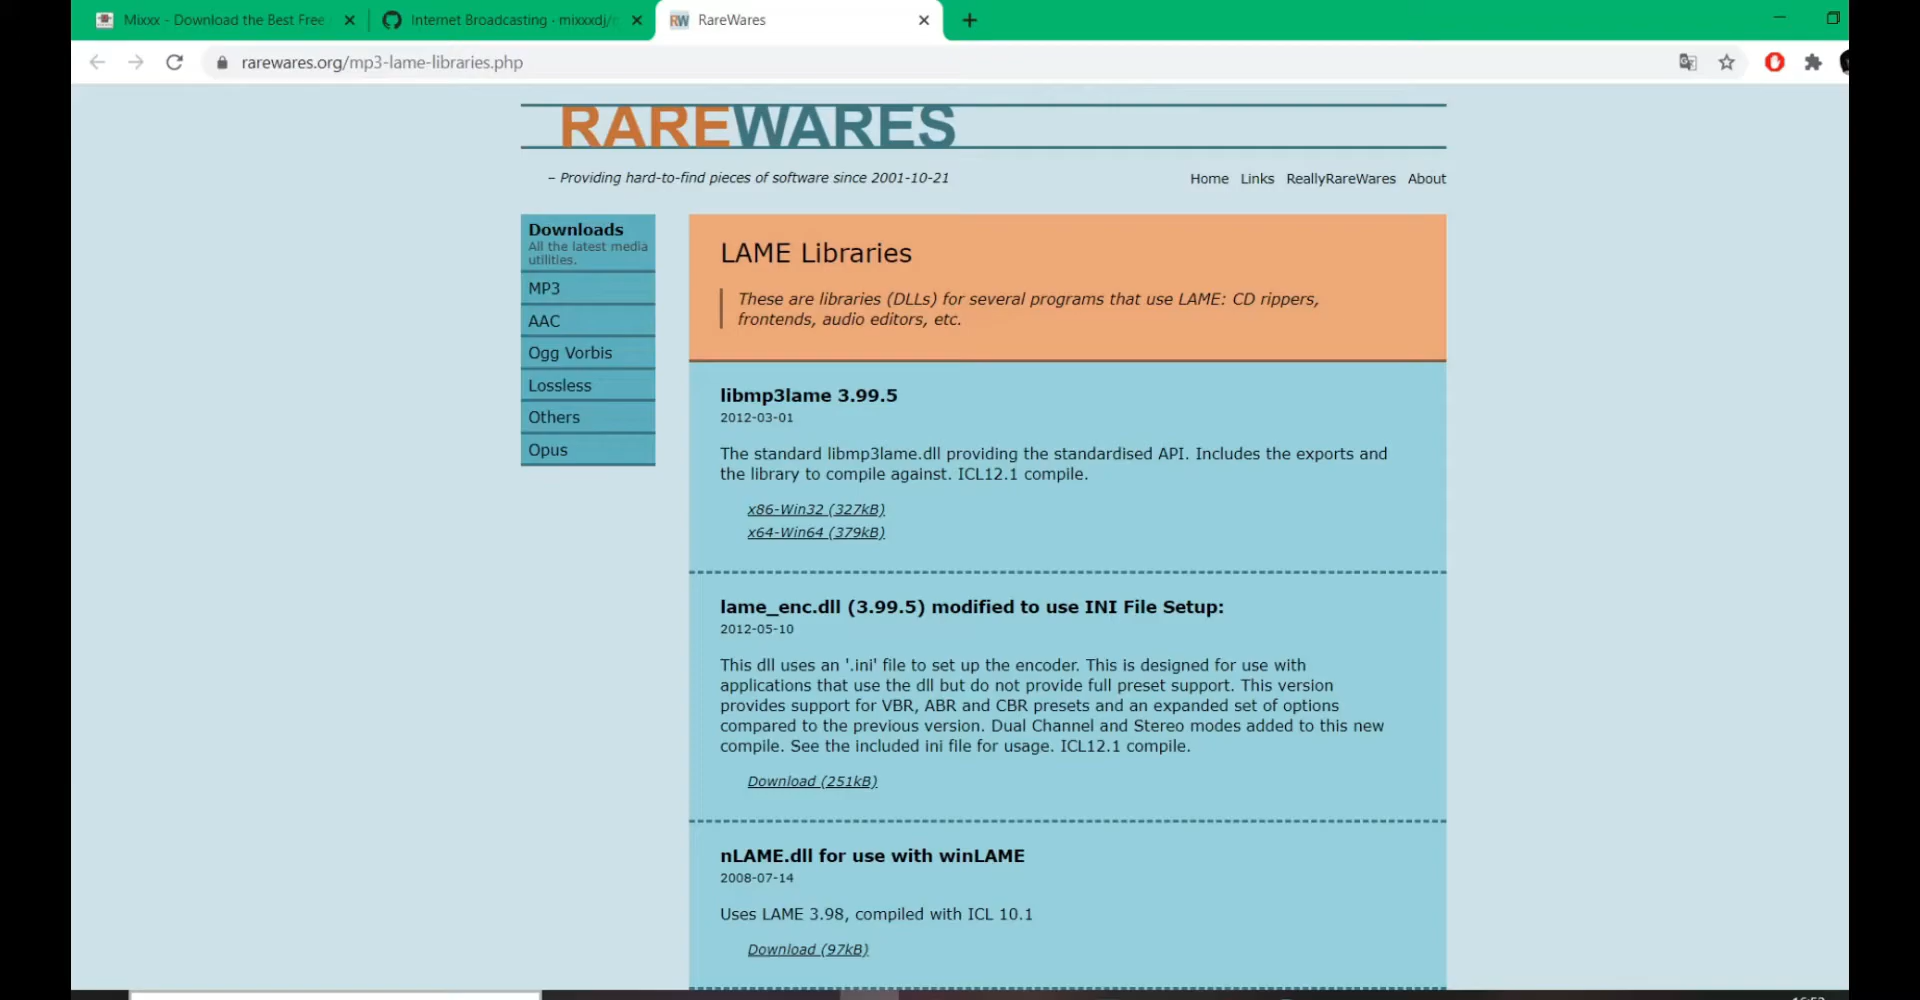 Mixxx - Download the Best Free
Internet Broadcasting · mixxxdj/
RareWares
rarewares.org/mp3-lame-libraries.php
RAREWARES
– Providing hard-to-find pieces of software since 2001-10-21
Home Links ReallyRareWares About
Downloads
All the latest media
utilities.
MP3
AAC
Ogg Vorbis
Lossless
Others
Opus
LAME Libraries
These are libraries (DLLs) for several programs that use LAME: CD rippers,
frontends, audio editors, etc.
libmp3lame 3.99.5
2012-03-01
The standard libmp3lame.dll providing the standardised API. Includes the exports and
the library to compile against. ICL12.1 compile.
x86-Win32 (327kB)
x64-Win64 (379kB)
lame_enc.dll (3.99.5) modified to use INI File Setup:
2012-05-10
This dll uses an '.ini' file to set up the encoder. This is designed for use with
applications that use the dll but do not provide full preset support. This version
provides support for VBR, ABR and CBR presets and an expanded set of options
compared to the previous version. Dual Channel and Stereo modes added to this new
compile. See the included ini file for usage. ICL12.1 compile.
Download (251kB)
nLAME.dll for use with winLAME
2008-07-14
Uses LAME 3.98, compiled with ICL 10.1
Download (97kB)